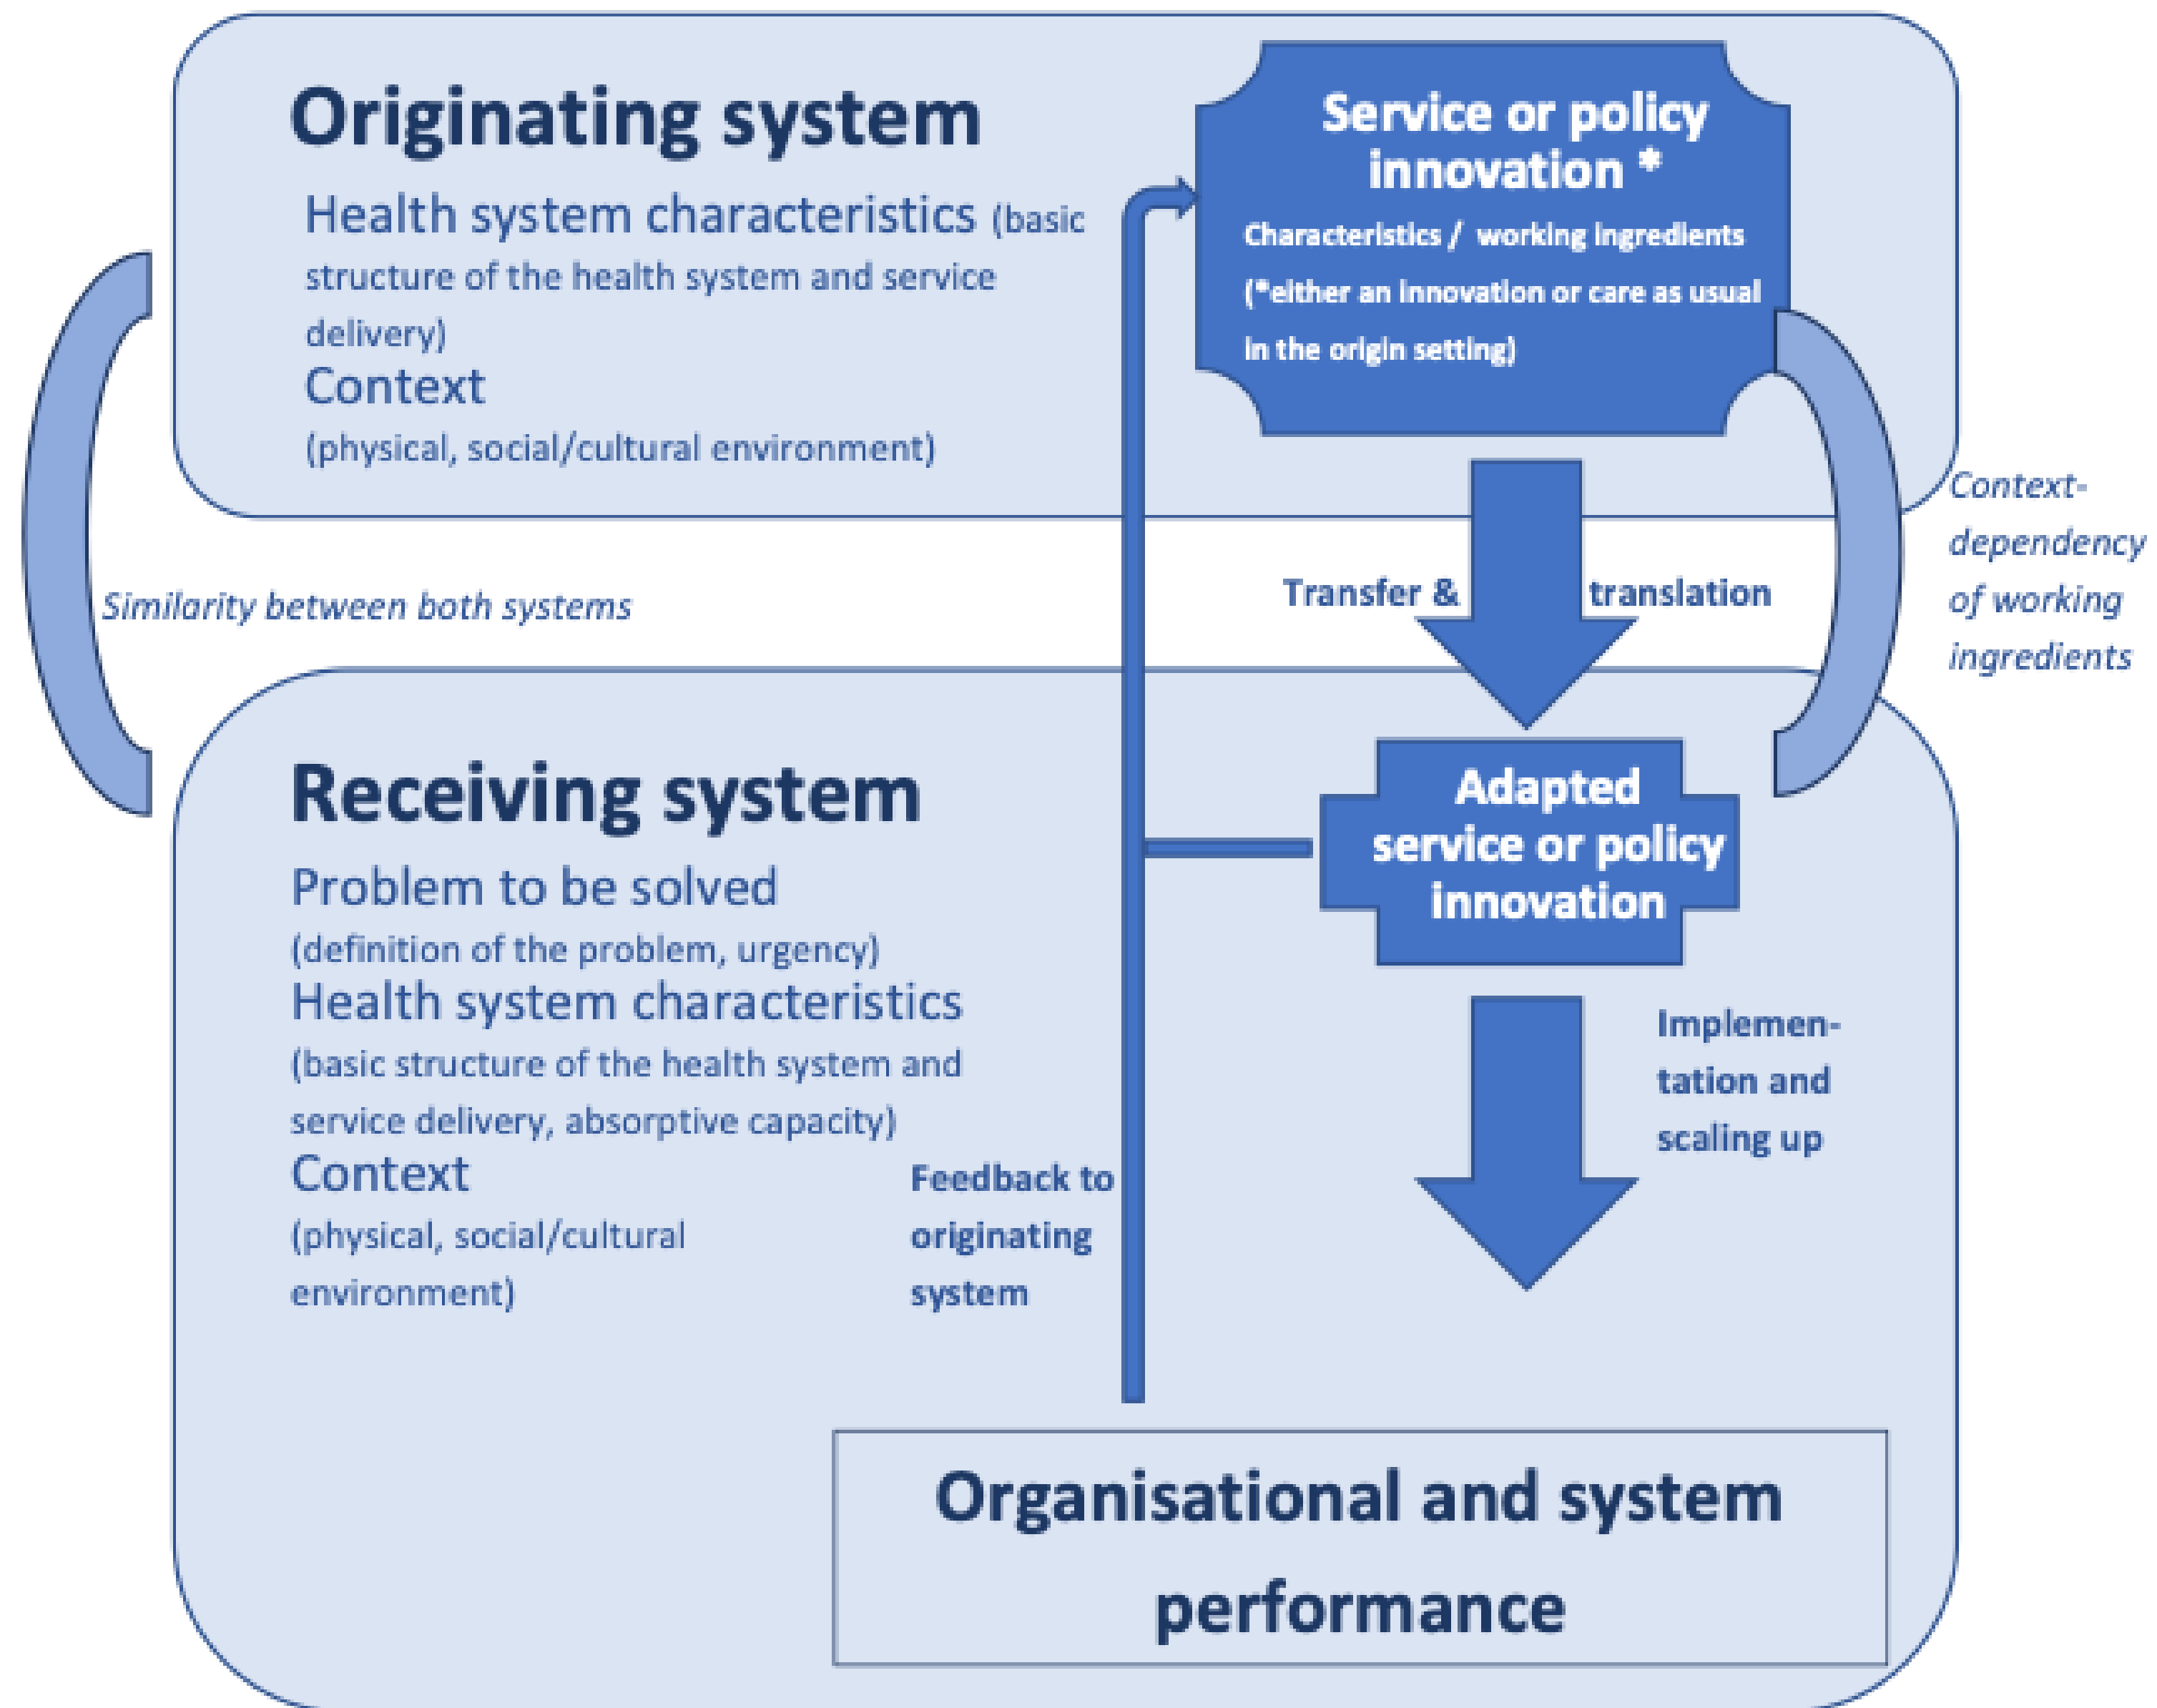 Originating system
Health system characteristics (basic
structure of the health system and service
delivery)
Context
(physical, social/cultural environment)
Service or policy
innovation *
Characteristics / working ingredients
(*either an innovation or care as usual
in the origin setting)
Similarity between both systems
Transfer & translation
Context-
dependency
of working
ingredients
Receiving system
Problem to be solved
(definition of the problem, urgency)
Health system characteristics
(basic structure of the health system and
service delivery, absorptive capacity)
Context
(physical, social/cultural
environment)
Feedback to
originating
system
Adapted
service or policy
innovation
Implemen-
tation and
scaling up
Organisational and system
performance